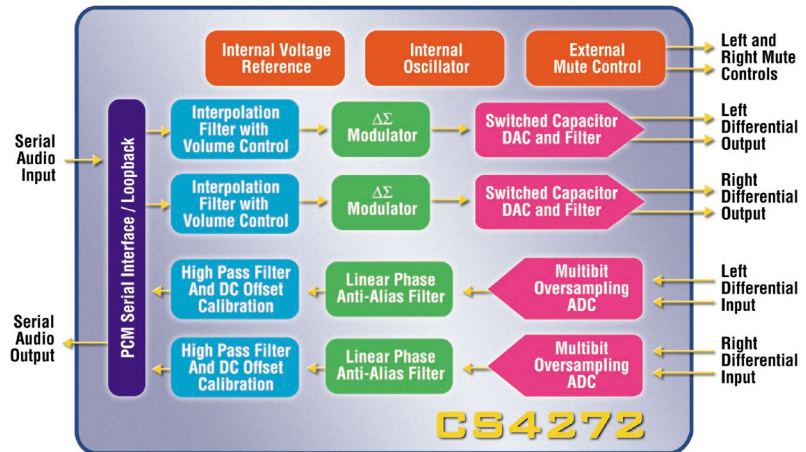 Internal Voltage
Reference
Internal
Oscillator
External
Mute Control
Left and
Right Mute
Controls
Serial
Audio
Input
PCM Serial Interface / Loopback
Interpolation
Filter with
Volume Control
ΔΣ
Modulator
Switched Capacitor
DAC and Filter
Left
Differential
Output
Interpolation
Filter with
Volume Control
ΔΣ
Modulator
Switched Capacitor
DAC and Filter
Right
Differential
Output
High Pass Filter
And DC Offset
Calibration
Linear Phase
Anti-Alias Filter
Multibit
Oversampling
ADC
Left
Differential
Input
Serial
Audio
Output
High Pass Filter
And DC Offset
Calibration
Linear Phase
Anti-Alias Filter
Multibit
Oversampling
ADC
Right
Differential
Input
CS4272